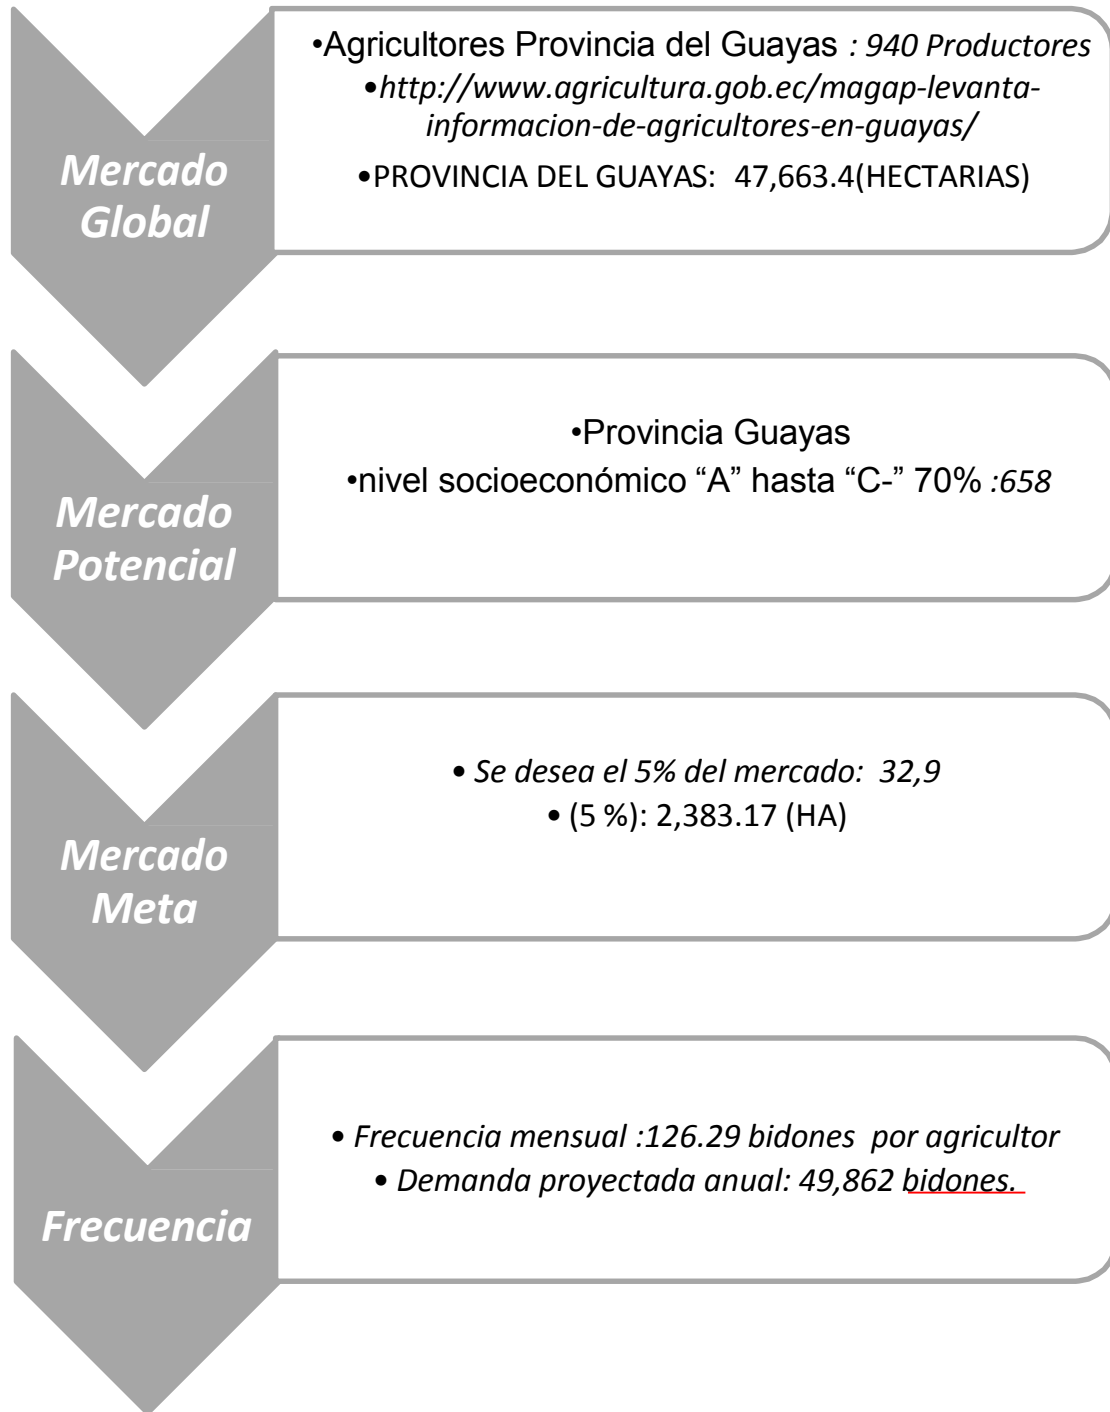 Mercado
Global
•Agricultores Provincia del Guayas : 940 Productores
•http://www.agricultura.gob.ec/magap-levanta-
informacion-de-agricultores-en-guayas/
•PROVINCIA DEL GUAYAS: 47,663.4(HECTARIAS)
Mercado
Potencial
•Provincia Guayas
•nivel socioeconómico “A” hasta “C-” 70% :658
Mercado
Meta
• Se desea el 5% del mercado: 32,9
• (5 %): 2,383.17 (HA)
Frecuencia
• Frecuencia mensual :126.29 bidones por agricultor
• Demanda proyectada anual: 49,862 bidones.